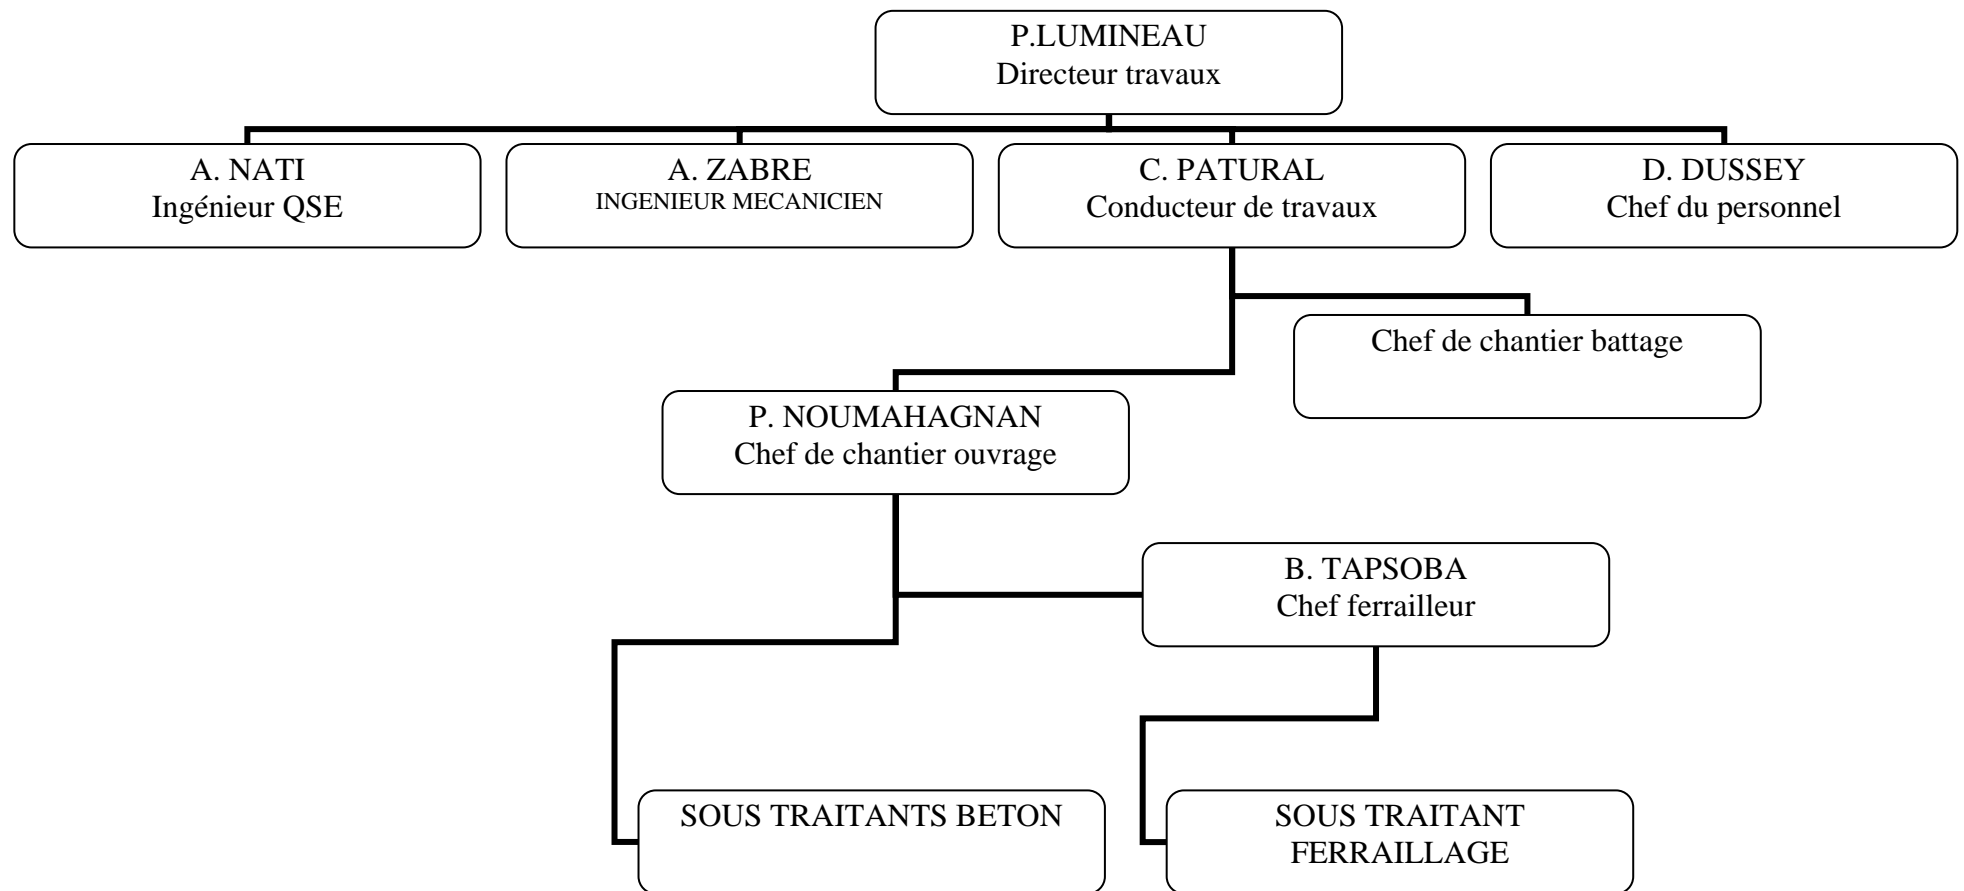 P.LUMINEAU
Directeur travaux
A. NATI
Ingénieur QSE
A. ZABRE
INGENIEUR MECANICIEN
C. PATURAL
Conducteur de travaux
D. DUSSEY
Chef du personnel
Chef de chantier battage
P. NOUMAHAGNAN
Chef de chantier ouvrage
B. TAPSOBA
Chef ferrailleur
SOUS TRAITANTS BETON
SOUS TRAITANT
FERRAILLAGE